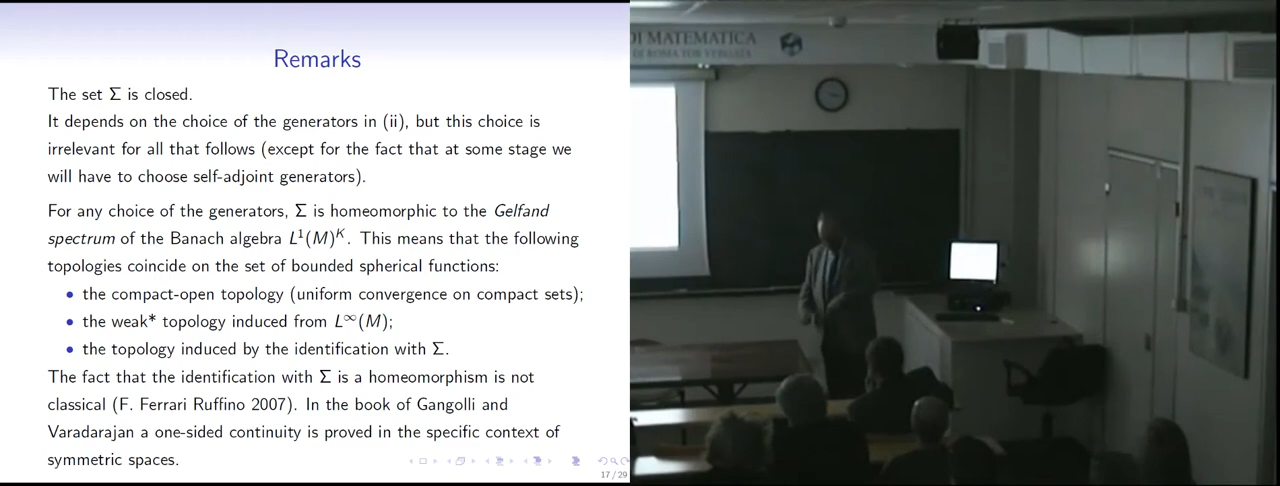 Remarks
The set Σ is closed.
It depends on the choice of the generators in (ii), but this choice is
irrelevant for all that follows (except for the fact that at some stage we
will have to choose self-adjoint generators).
For any choice of the generators, Σ is homeomorphic to the Gelfand
spectrum of the Banach algebra L¹(M)ᴷ. This means that the following
topologies coincide on the set of bounded spherical functions:
• the compact-open topology (uniform convergence on compact sets);
• the weak* topology induced from L∞(M);
• the topology induced by the identification with Σ.
The fact that the identification with Σ is a homeomorphism is not
classical (F. Ferrari Ruffino 2007). In the book of Gangolli and
Varadarajan a one-sided continuity is proved in the specific context of
symmetric spaces.
17 / 29
DI MATEMATICA
DI ROMA TOR VERGATA